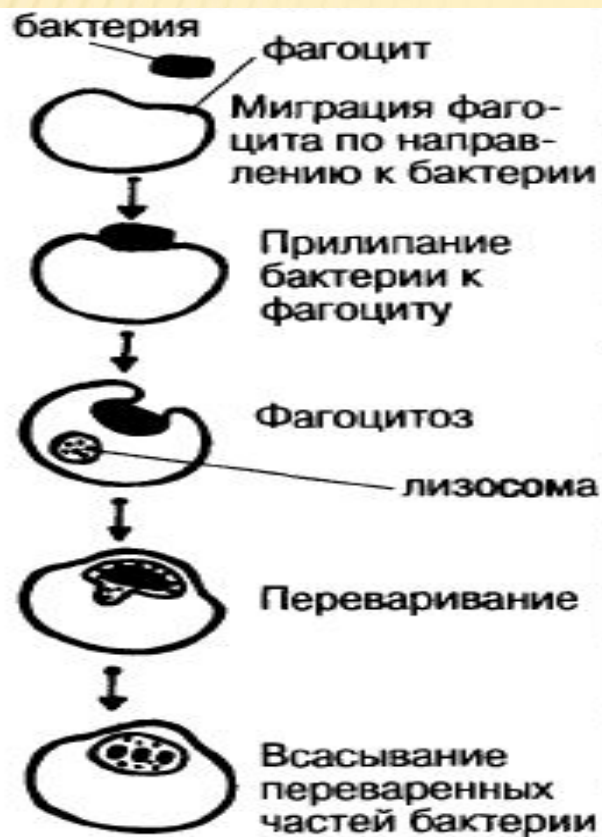 бактерия
фагоцит
Миграция фаго-
цита по направ-
лению к бактерии
Прилипание
бактерии к
фагоциту
Фагоцитоз
лизосома
Переваривание
Всасывание
переваренных
частей бактерии